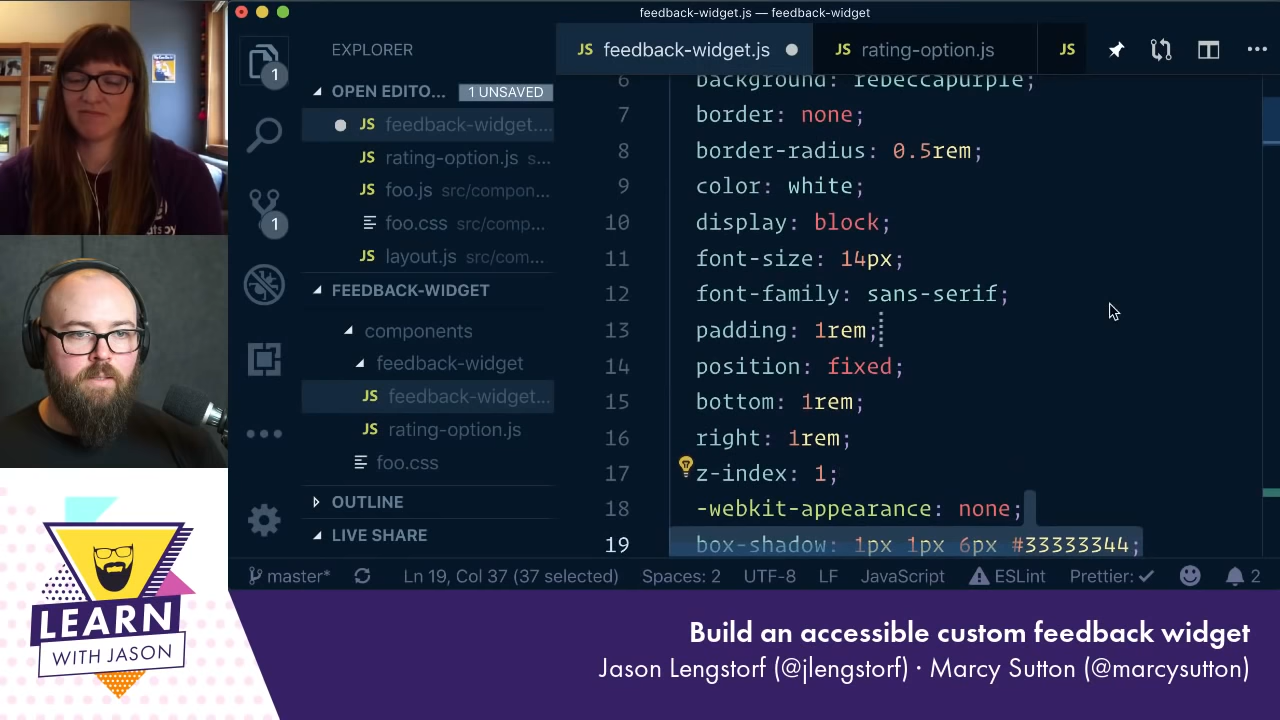 feedback-widget.js — feedback-widget
EXPLORER
1
OPEN EDITO... 1 UNSAVED
JS feedback-widget....
JS rating-option.js s...
JS foo.js src/compon...
foo.css src/comp...
JS layout.js src/com...
1
FEEDBACK-WIDGET
components
feedback-widget
JS feedback-widget...
JS rating-option.js
foo.css
OUTLINE
LIVE SHARE
JS feedback-widget.js
JS rating-option.js
JS
6 background: rebeccapurple;
7 border: none;
8 border-radius: 0.5rem;
9 color: white;
10 display: block;
11 font-size: 14px;
12 font-family: sans-serif;
13 padding: 1rem;
14 position: fixed;
15 bottom: 1rem;
16 right: 1rem;
17 z-index: 1;
18 -webkit-appearance: none;
19 box-shadow: 1px 1px 6px #33333344;
master* Ln 19, Col 37 (37 selected) Spaces: 2 UTF-8 LF JavaScript ESLint Prettier: 2
LEARN
WITH JASON
Build an accessible custom feedback widget
Jason Lengstorf (@jlengstorf) · Marcy Sutton (@marcysutton)